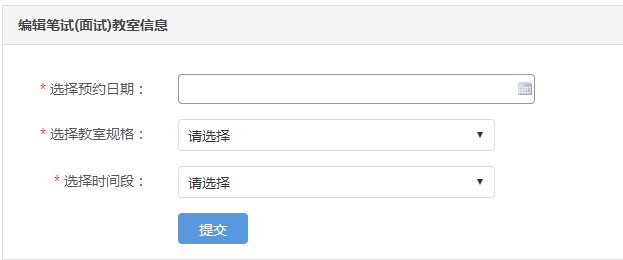 编辑笔试(面试)教室信息
* 选择预约日期：
* 选择教室规格： 请选择
* 选择时间段： 请选择
提交